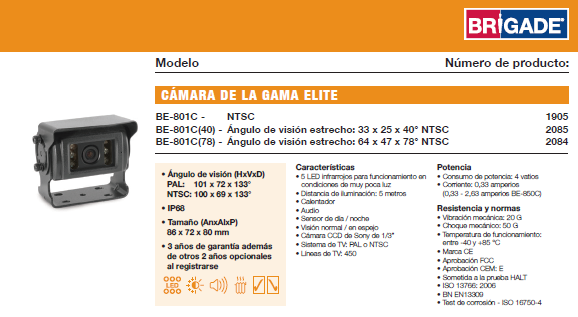 BRIGADE
Modelo Número de producto:
CÁMARA DE LA GAMA ELITE
BE-801C - NTSC 1905
BE-801C(40) - Ángulo de visión estrecho: 33 x 25 x 40° NTSC 2085
BE-801C(78) - Ángulo de visión estrecho: 64 x 47 x 78° NTSC 2084
• Ángulo de visión (HxVxD)
PAL: 101 x 72 x 133°
NTSC: 100 x 69 x 133°
• IP68
• Tamaño (AnxAlxP)
86 x 72 x 80 mm
• 3 años de garantía además
de otros 2 años opcionales
al registrarse
LED
Características
• 5 LED infrarrojos para funcionamiento en
condiciones de muy poca luz
• Distancia de iluminación: 5 metros
• Calentador
• Audio
• Sensor de día / noche
• Visión normal / en espejo
• Cámara CCD de Sony de 1/3"
• Sistema de TV: PAL o NTSC
• Líneas de TV: 450
Potencia
• Consumo de potencia: 4 vatios
• Corriente: 0,33 amperios
(0,33 - 2,63 amperios BE-850C)
Resistencia y normas
• Vibración mecánica: 20 G
• Choque mecánico: 50 G
• Temperatura de funcionamiento:
entre -40 y +85 °C
• Marca CE
• Aprobación FCC
• Aprobación CEM: E
• Sometida a la prueba HALT
• ISO 13766: 2006
• BN EN13309
• Test de corrosión - ISO 16750-4